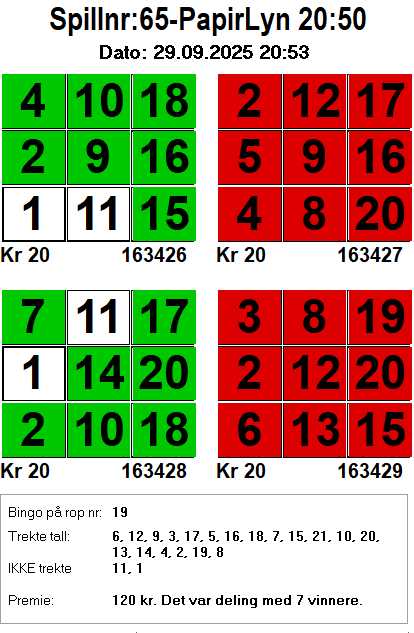 Spillnr:65-PapirLyn 20:50
Dato: 29.09.2025 20:53
4 10 18 2 12 17
2 9 16 5 9 16
1 11 15 4 8 20
Kr 20 163426 Kr 20 163427
7 11 17 3 8 19
1 14 20 2 12 20
2 10 18 6 13 15
Kr 20 163428 Kr 20 163429
Bingo på rop nr: 19
Trekte tall: 6, 12, 9, 3, 17, 5, 16, 18, 7, 15, 21, 10, 20,
13, 14, 4, 2, 19, 8
IKKE trekte 11, 1
Premie: 120 kr. Det var deling med 7 vinnere.